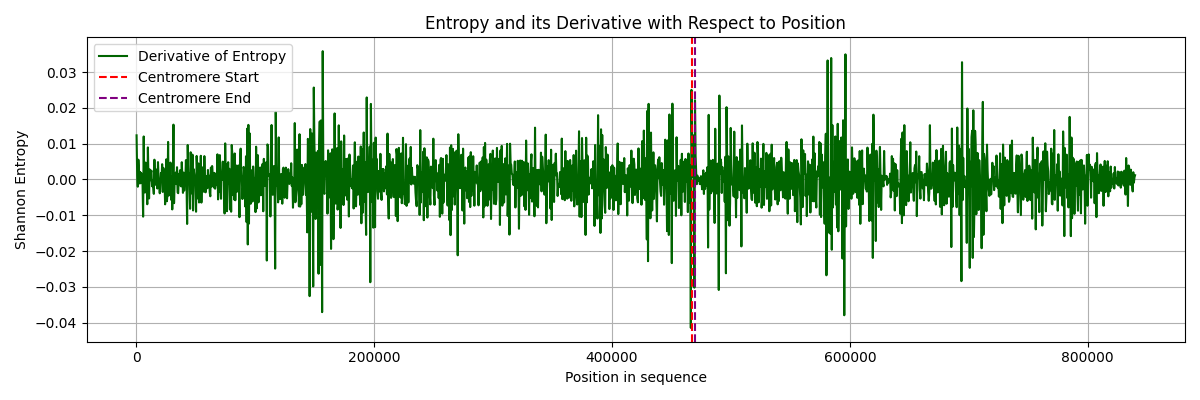 Entropy and its Derivative with Respect to Position
Derivative of Entropy
Centromere Start
Centromere End
Shannon Entropy
0.03
0.02
0.01
0.00
−0.01
−0.02
−0.03
−0.04
0 200000 400000 600000 800000
Position in sequence